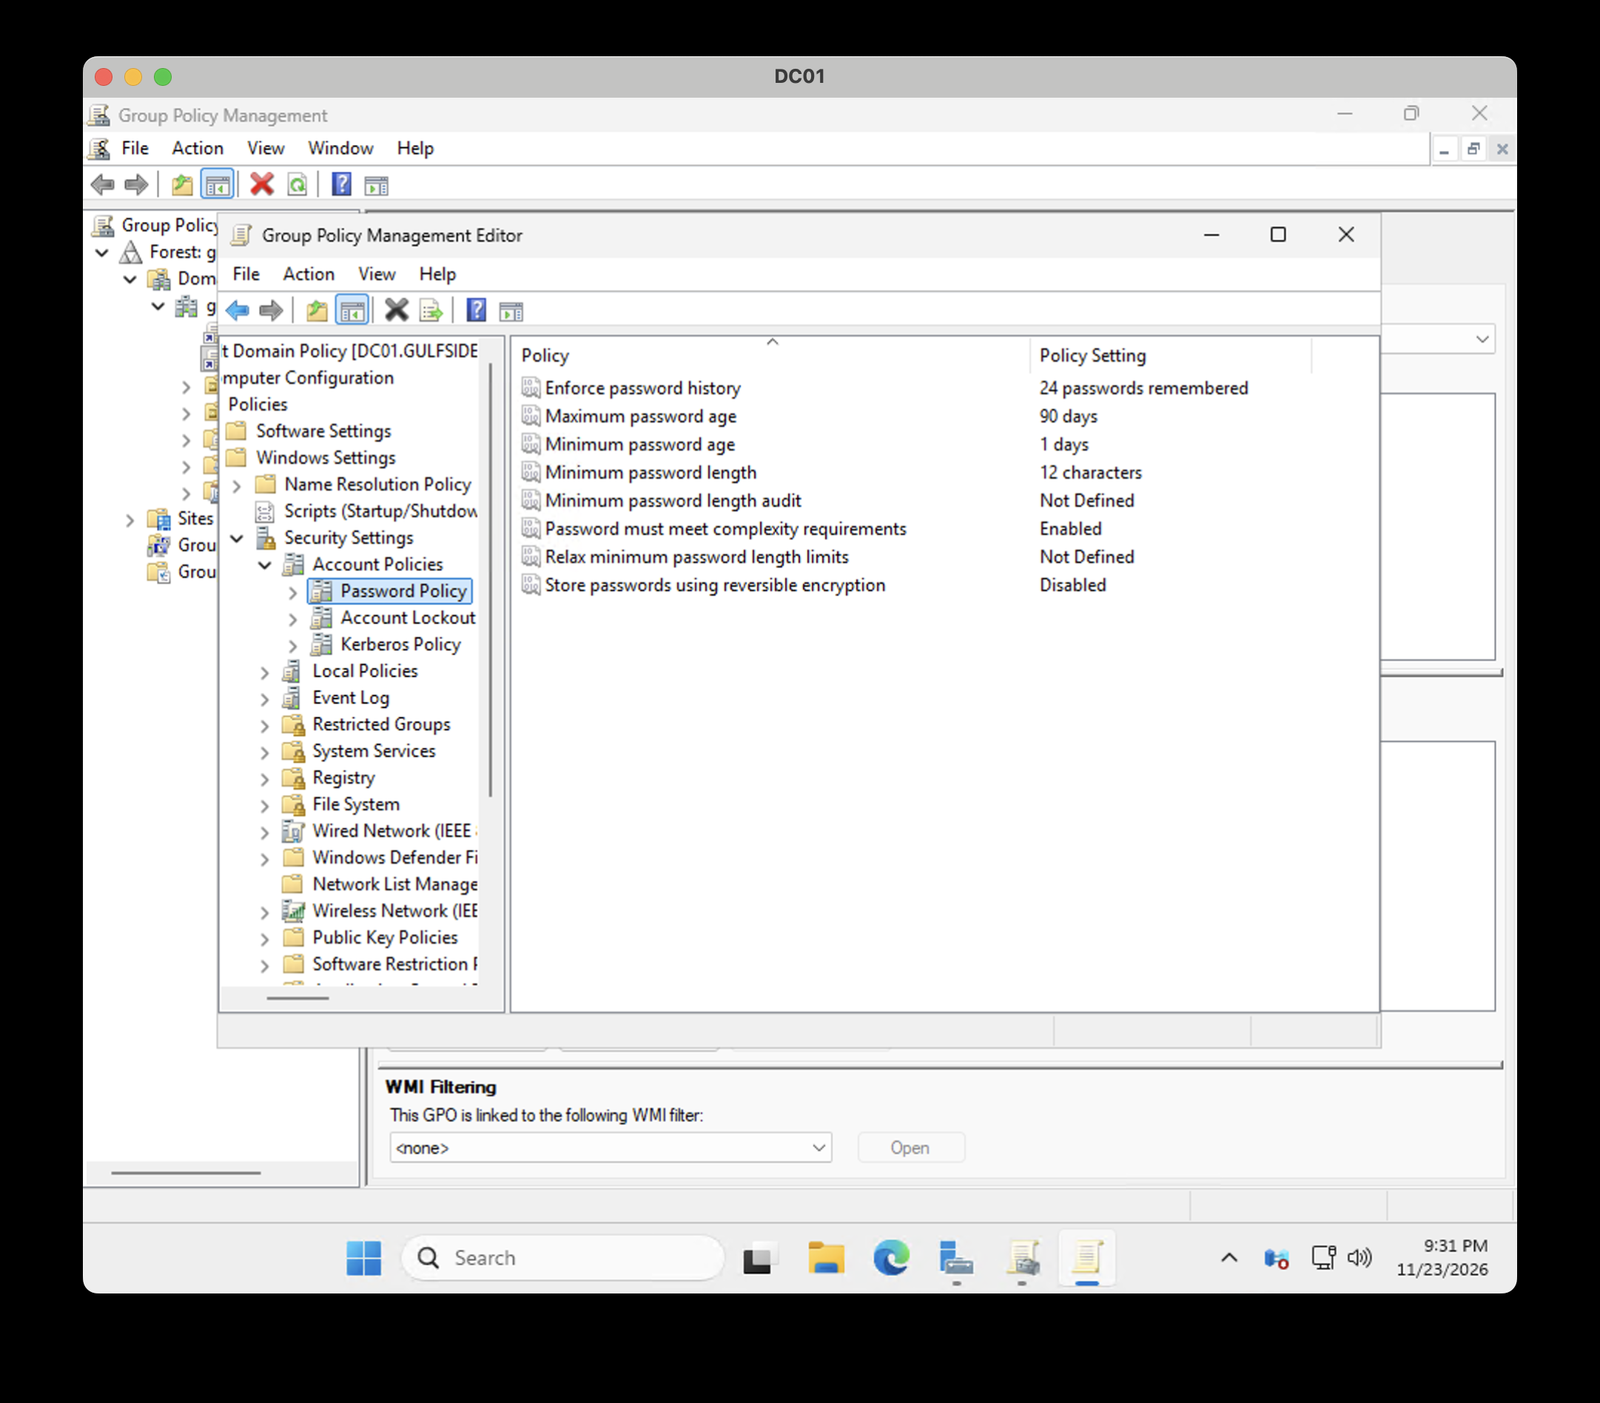 DC01
Group Policy Management
File Action View Window Help
Group Policy
Forest: g
Dom
g
Sites
Grou
Grou
Group Policy Management Editor
File Action View Help
t Domain Policy [DC01.GULFSIDE
mputer Configuration
Policies
Software Settings
Windows Settings
Name Resolution Policy
Scripts (Startup/Shutdow
Security Settings
Account Policies
Password Policy
Account Lockout
Kerberos Policy
Local Policies
Event Log
Restricted Groups
System Services
Registry
File System
Wired Network (IEEE
Windows Defender Fi
Network List Manage
Wireless Network (IEE
Public Key Policies
Software Restriction
Policy Policy Setting
Enforce password history 24 passwords remembered
Maximum password age 90 days
Minimum password age 1 days
Minimum password length 12 characters
Minimum password length audit Not Defined
Password must meet complexity requirements Enabled
Relax minimum password length limits Not Defined
Store passwords using reversible encryption Disabled
WMI Filtering
This GPO is linked to the following WMI filter:
<none> Open
Search
9:31 PM
11/23/2026